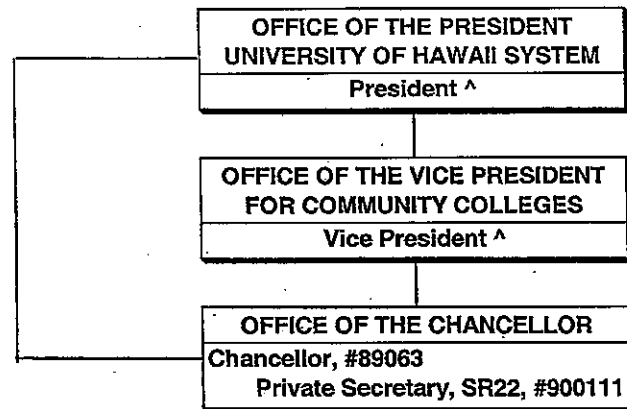 OFFICE OF THE PRESIDENT
UNIVERSITY OF HAWAII SYSTEM
President ^
OFFICE OF THE VICE PRESIDENT
FOR COMMUNITY COLLEGES
Vice President ^
OFFICE OF THE CHANCELLOR
Chancellor, #89063
Private Secretary, SR22, #900111